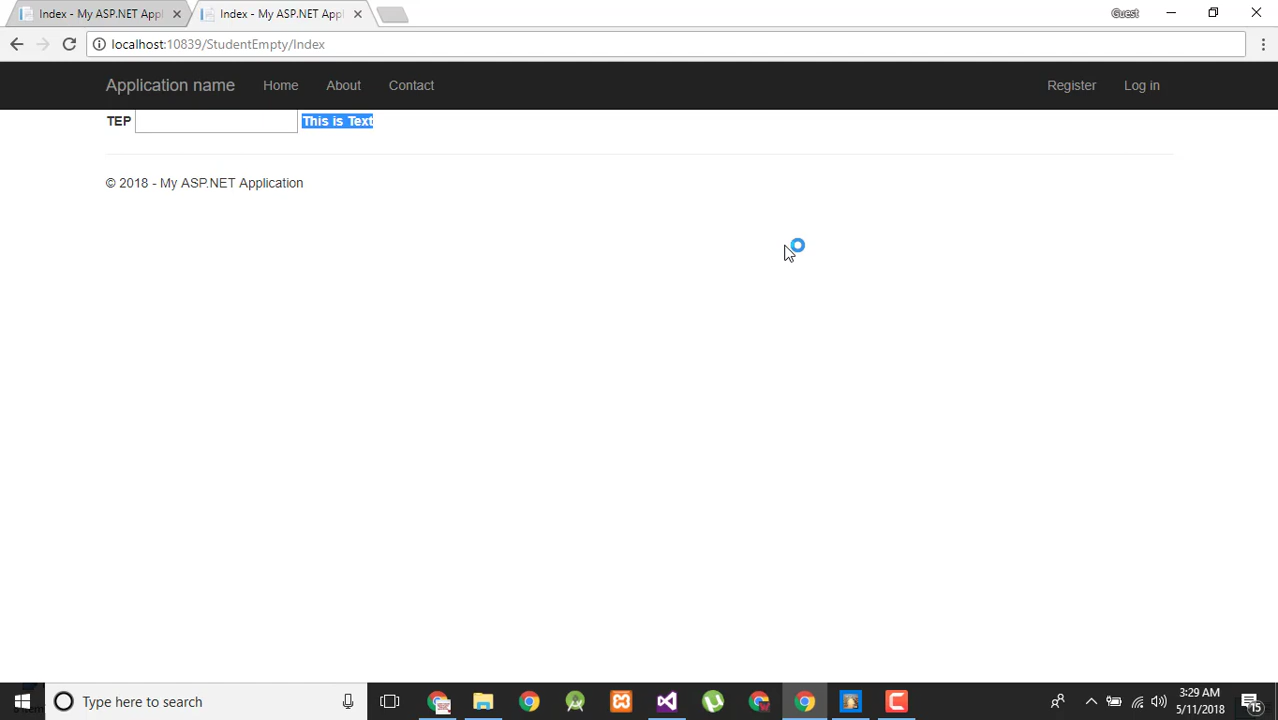 Index - My ASP.NET Appl
Index - My ASP.NET Appl
Guest
localhost:10839/StudentEmpty/Index
Application name Home About Contact Register Log in
TEP This is Text
© 2018 - My ASP.NET Application
Type here to search
3:29 AM
5/11/2018
15